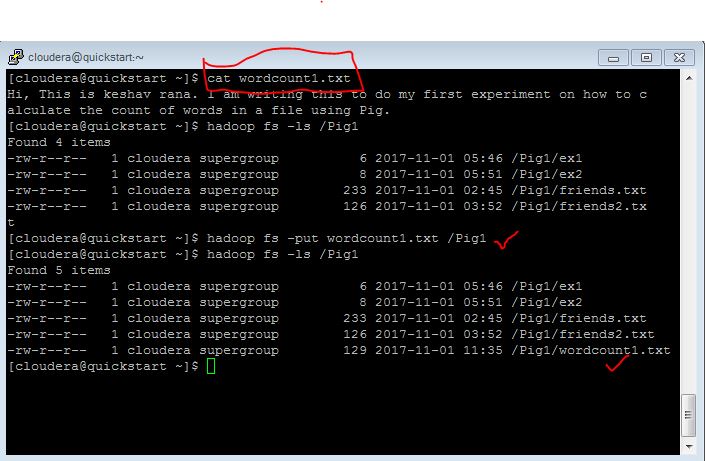 cloudera@quickstart:~
[cloudera@quickstart ~]$ cat wordcount1.txt
Hi, This is keshav rana. I am writing this to do my first experiment on how to c
alculate the count of words in a file using Pig.
[cloudera@quickstart ~]$ hadoop fs -ls /Pig1
Found 4 items
-rw-r--r--   1 cloudera supergroup          6 2017-11-01 05:46 /Pig1/ex1
-rw-r--r--   1 cloudera supergroup          8 2017-11-01 05:51 /Pig1/ex2
-rw-r--r--   1 cloudera supergroup        233 2017-11-01 02:45 /Pig1/friends.txt
-rw-r--r--   1 cloudera supergroup        126 2017-11-01 03:52 /Pig1/friends2.tx
t
[cloudera@quickstart ~]$ hadoop fs -put wordcount1.txt /Pig1
[cloudera@quickstart ~]$ hadoop fs -ls /Pig1
Found 5 items
-rw-r--r--   1 cloudera supergroup          6 2017-11-01 05:46 /Pig1/ex1
-rw-r--r--   1 cloudera supergroup          8 2017-11-01 05:51 /Pig1/ex2
-rw-r--r--   1 cloudera supergroup        233 2017-11-01 02:45 /Pig1/friends.txt
-rw-r--r--   1 cloudera supergroup        126 2017-11-01 03:52 /Pig1/friends2.txt
-rw-r--r--   1 cloudera supergroup        129 2017-11-01 11:35 /Pig1/wordcount1.txt
[cloudera@quickstart ~]$